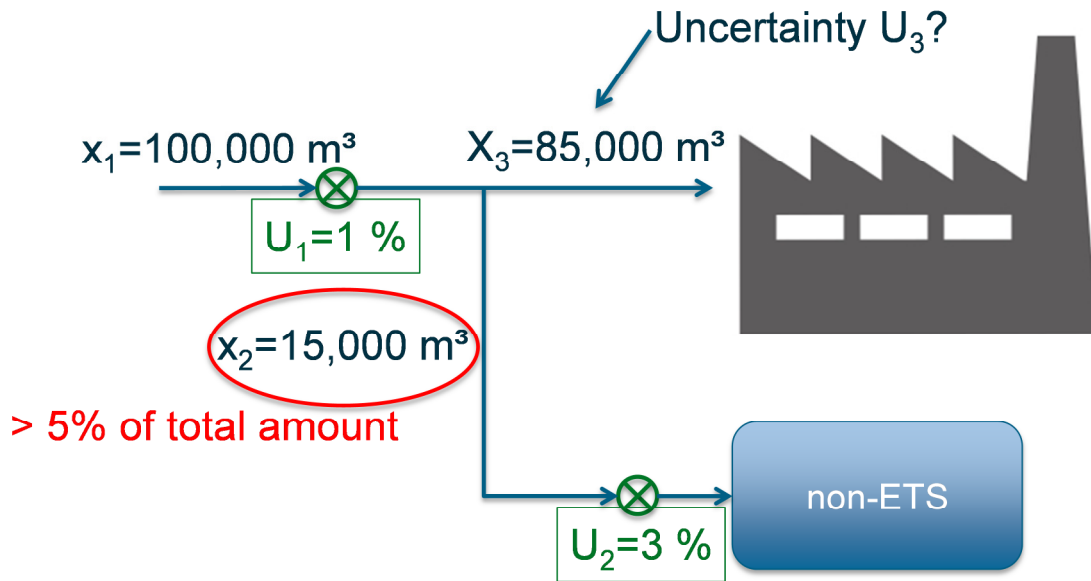 Uncertainty U₃?
x₁=100,000 m³
X₃=85,000 m³
U₁=1 %
x₂=15,000 m³
> 5% of total amount
non-ETS
U₂=3 %